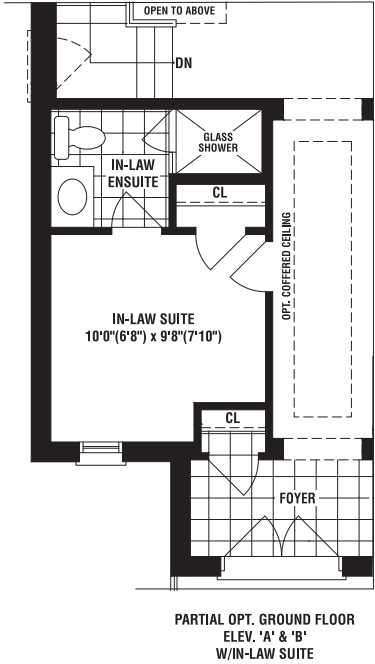 OPEN TO ABOVE
DN
GLASS
SHOWER
IN-LAW
ENSUITE
CL
OPT. COFFERED CEILING
IN-LAW SUITE
10'0"(6'8") x 9'8"(7'10")
CL
FOYER
PARTIAL OPT. GROUND FLOOR
ELEV. 'A' & 'B'
W/IN-LAW SUITE